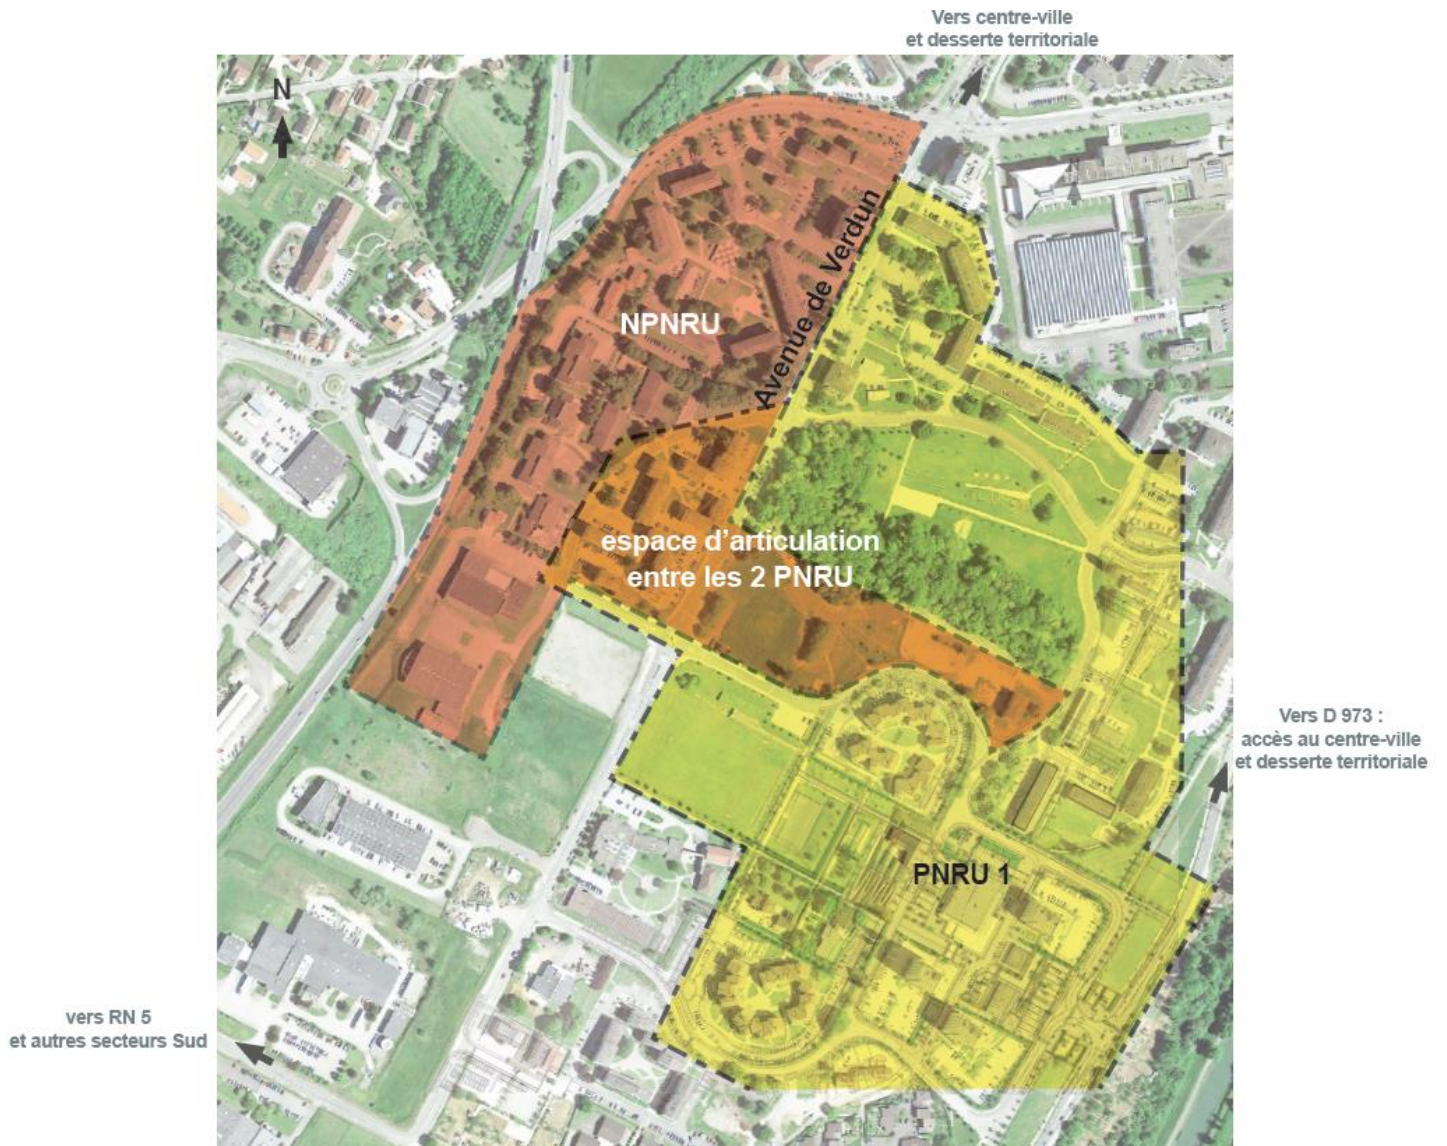 Vers centre-ville
et desserte territoriale
N
Avenue de Verdun
NPNRU
espace d'articulation
entre les 2 PNRU
Vers D 973 :
accès au centre-ville
et desserte territoriale
PNRU 1
vers RN 5
et autres secteurs Sud